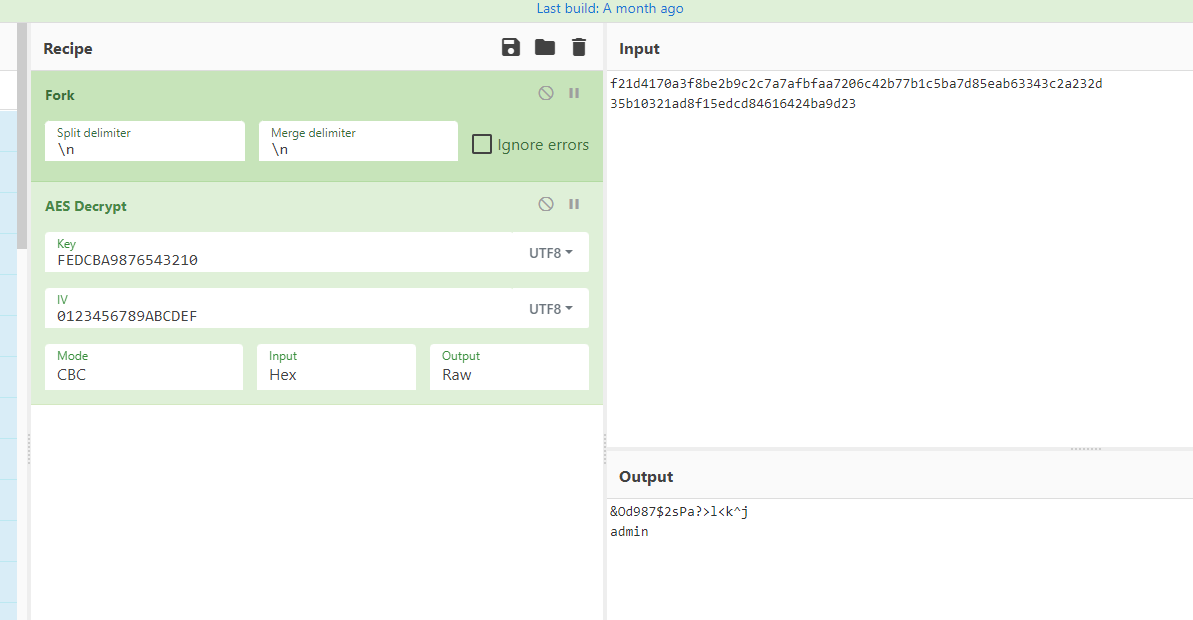 Last build: A month ago
Recipe
Fork
Split delimiter
\n
Merge delimiter
\n
Ignore errors
AES Decrypt
Key
FEDCBA9876543210
UTF8
IV
0123456789ABCDEF
UTF8
Mode
CBC
Input
Hex
Output
Raw
Input
f21d4170a3f8be2b9c2c7a7afbfaa7206c42b77b1c5ba7d85eab63343c2a232d
35b10321ad8f15edcd84616424ba9d23
Output
&Od987$2sPa?>l<k^j
admin